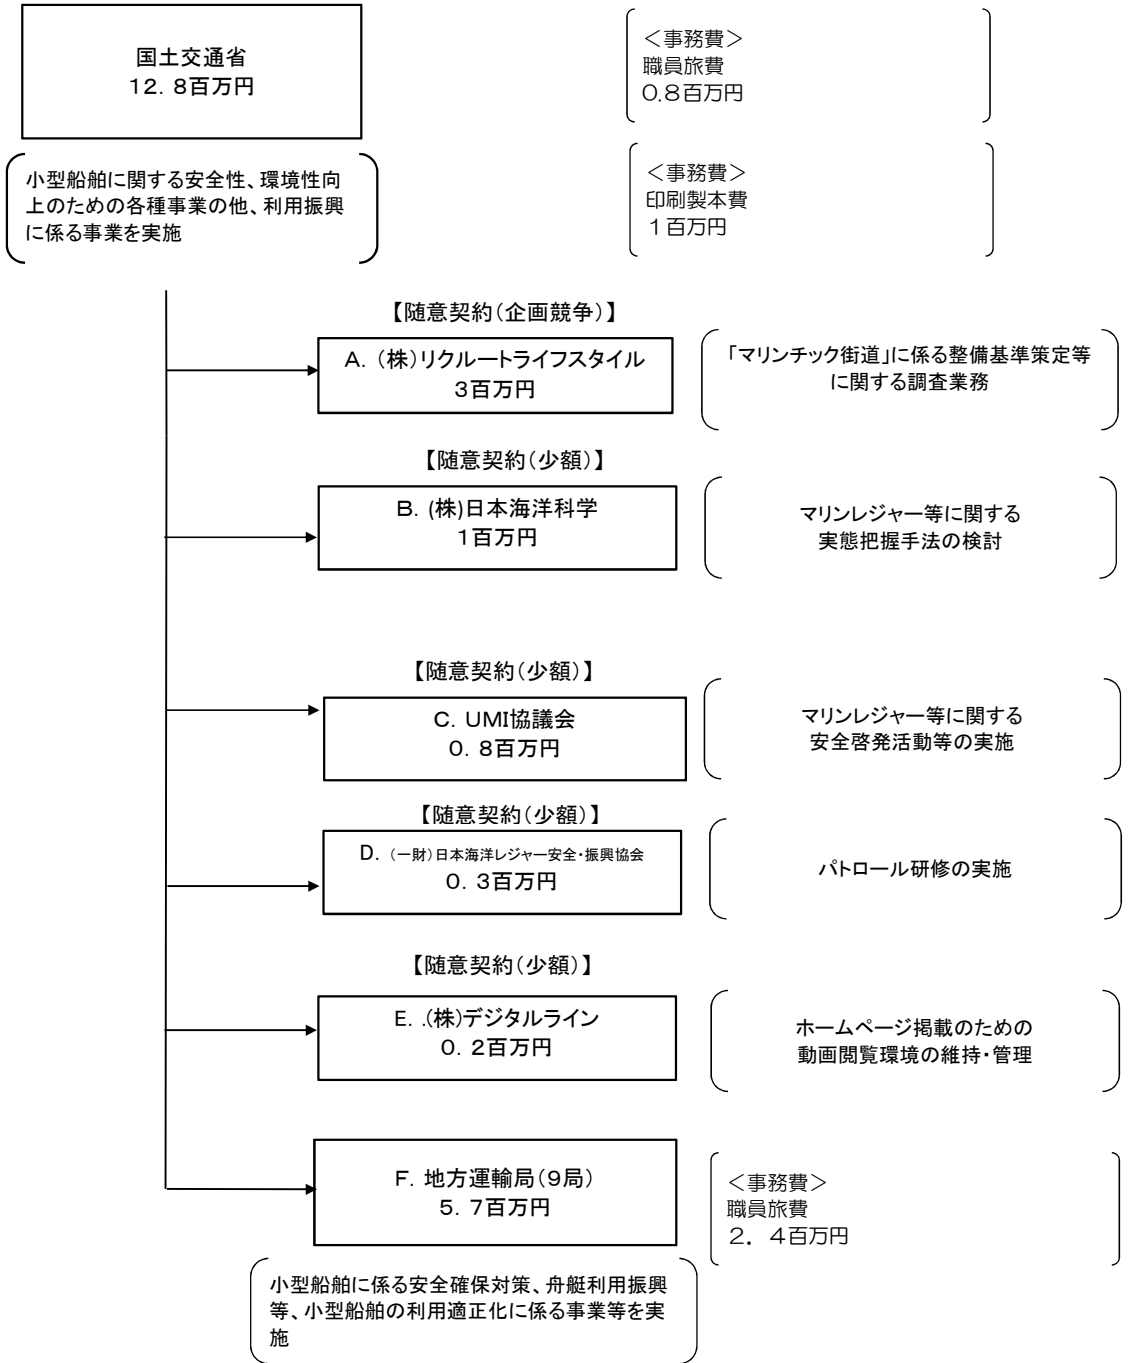 国土交通省
12．8百万円
＜事務費＞
職員旅費
0.8百万円
小型船舶に関する安全性、環境性向
上のための各種事業の他、利用振興
に係る事業を実施
＜事務費＞
印刷製本費
１百万円
【随意契約（企画競争）】
A．（株）リクルートライフスタイル
3百万円
「マリンチック街道」に係る整備基準策定等
に関する調査業務
【随意契約（少額）】
B．(株)日本海洋科学
1百万円
マリンレジャー等に関する
実態把握手法の検討
【随意契約（少額）】
C．UMI協議会
0．8百万円
マリンレジャー等に関する
安全啓発活動等の実施
【随意契約（少額）】
D．（一財）日本海洋レジャー安全・振興協会
0．3百万円
パトロール研修の実施
【随意契約（少額）】
E．.（株）デジタルライン
0．2百万円
ホームページ掲載のための
動画閲覧環境の維持・管理
F．地方運輸局（9局）
5．7百万円
＜事務費＞
職員旅費
２．４百万円
小型船舶に係る安全確保対策、舟艇利用振興
等、小型船舶の利用適正化に係る事業等を実
施